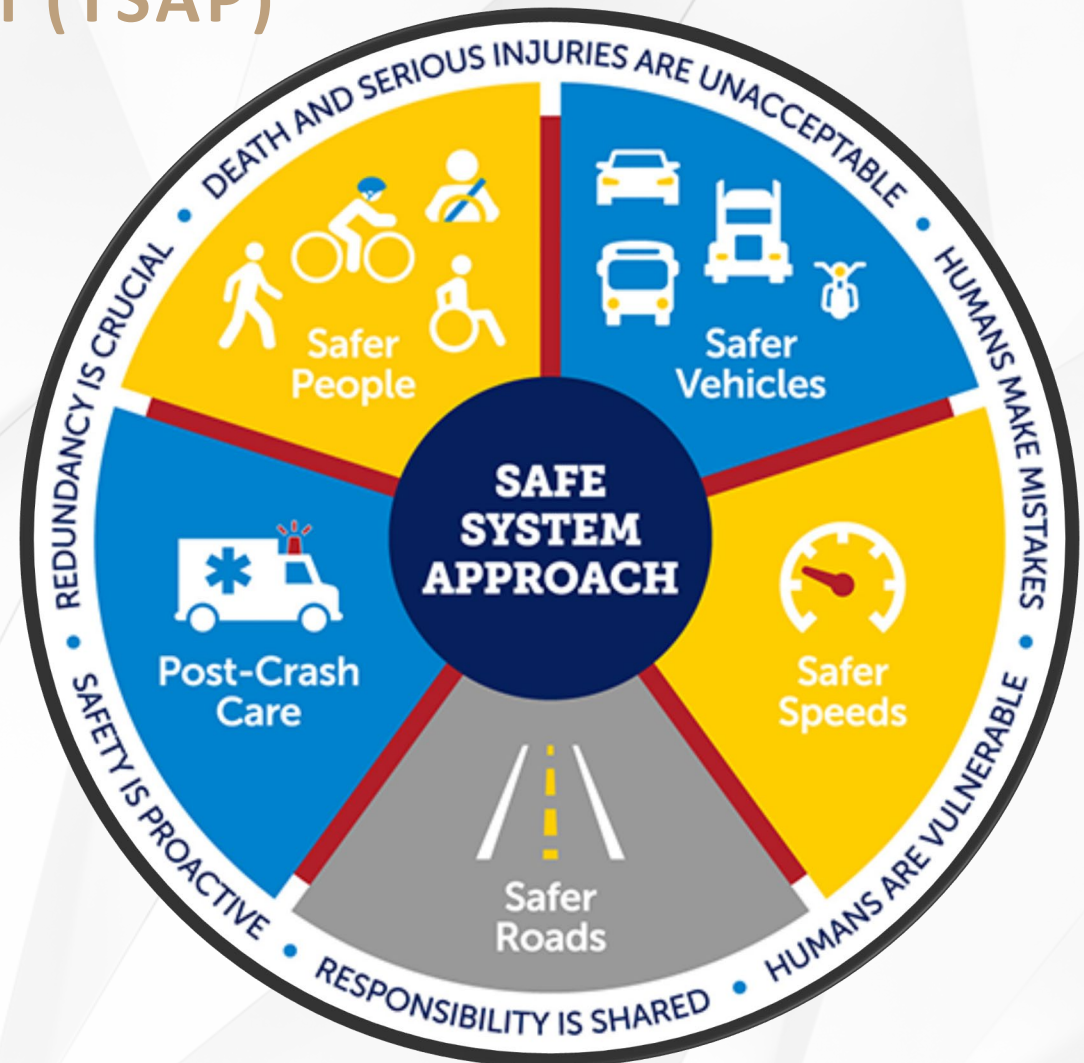 (TSAP)
DEATH AND SERIOUS INJURIES ARE UNACCEPTABLE
• HUMANS MAKE MISTAKES
• HUMANS ARE VULNERABLE
• RESPONSIBILITY IS SHARED
• SAFETY IS PROACTIVE
• REDUNDANCY IS CRUCIAL •
Safer
People
Safer
Vehicles
SAFE
SYSTEM
APPROACH
Post-Crash
Care
Safer
Speeds
Safer
Roads